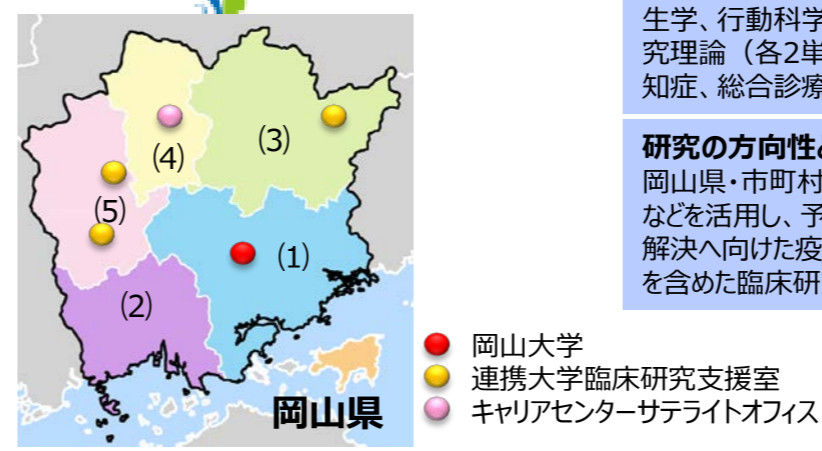 生学、行動科学
究理論（各2単
知症、総合診療
研究の方向性
岡山県・市町村
などを活用し、予
解決へ向けた疫
を含めた臨床研
(3)
(4)
(5)
(1)
(2)
岡山県
岡山大学
連携大学臨床研究支援室
キャリアセンターサテライトオフィス